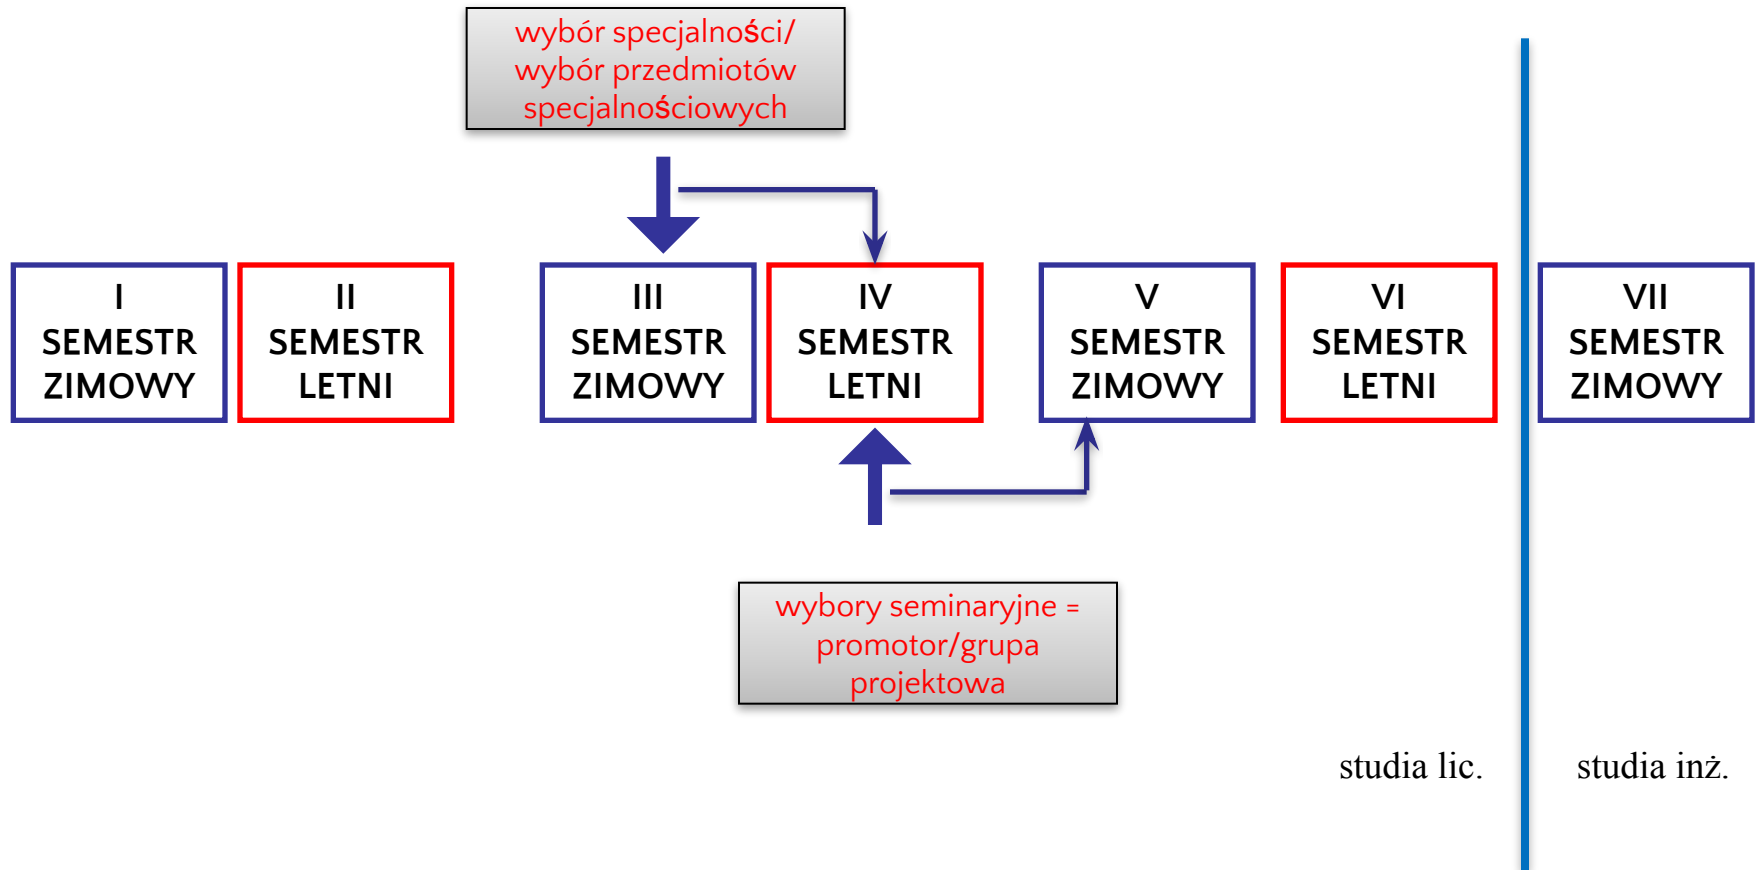 wybór specjalności/
wybór przedmiotów
specjalnościowych
I
SEMESTR
ZIMOWY
II
SEMESTR
LETNI
III
SEMESTR
ZIMOWY
IV
SEMESTR
LETNI
V
SEMESTR
ZIMOWY
VI
SEMESTR
LETNI
VII
SEMESTR
ZIMOWY
wybory seminaryjne =
promotor/grupa
projektowa
studia lic.
studia inż.